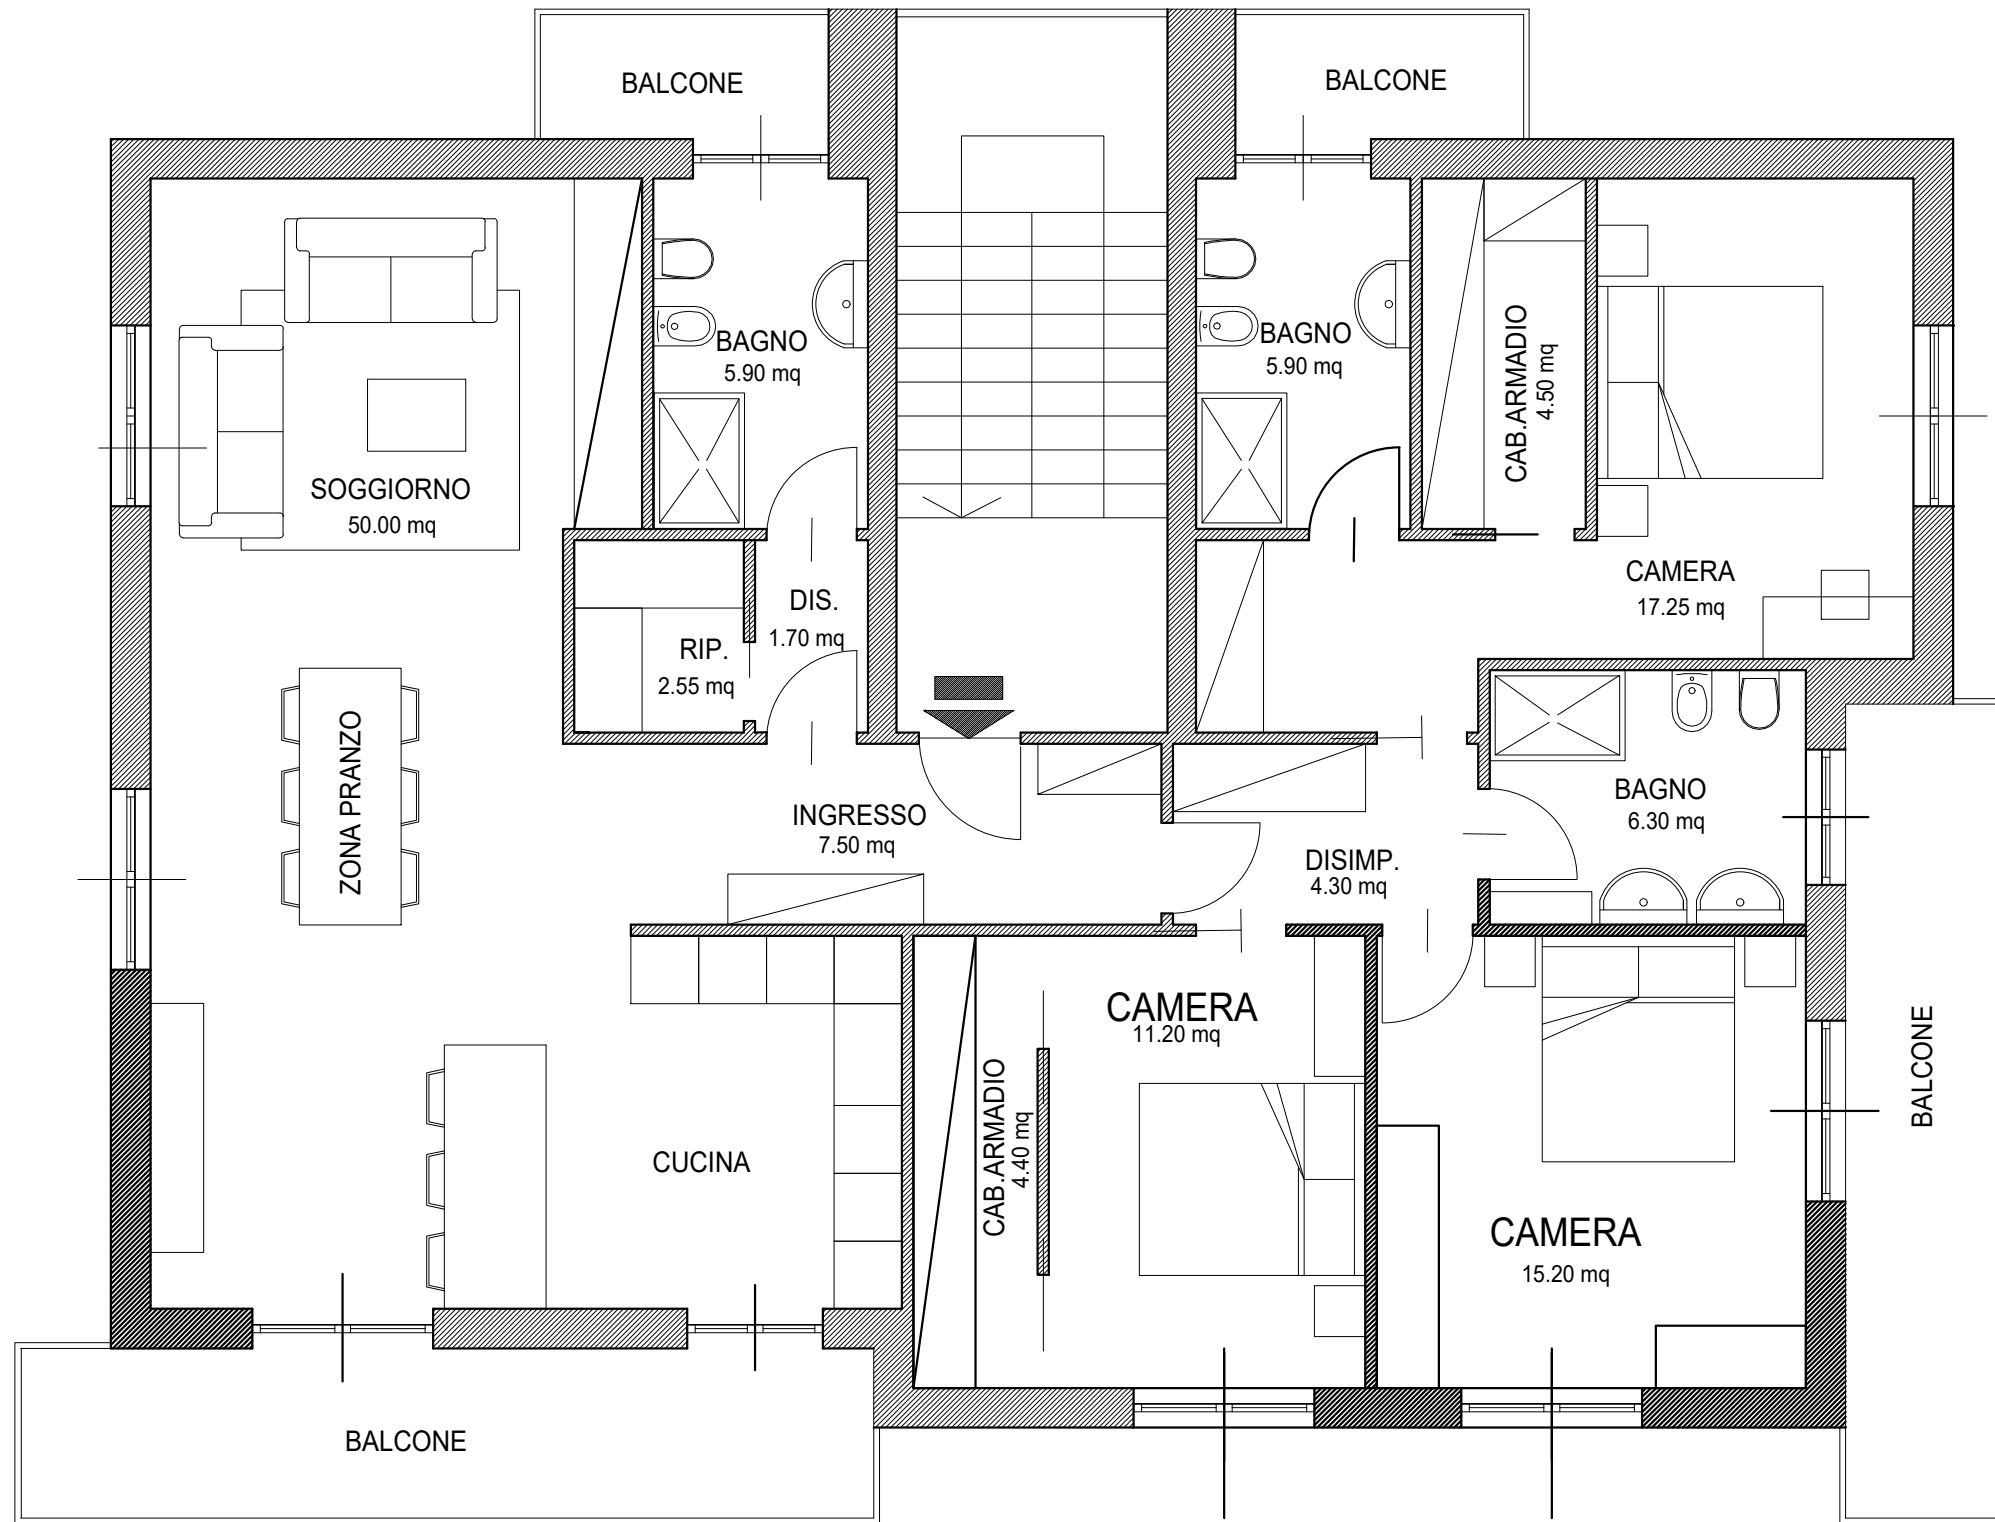 BALCONE
BALCONE
BAGNO
5.90 mq
BAGNO
5.90 mq
CAB.ARMADIO
4.50 mq
SOGGIORNO
50.00 mq
CAMERA
17.25 mq
DIS.
1.70 mq
RIP.
2.55 mq
ZONA PRANZO
INGRESSO
7.50 mq
BAGNO
6.30 mq
DISIMP.
4.30 mq
CAMERA
11.20 mq
CAB.ARMADIO
4.40 mq
BALCONE
CUCINA
CAMERA
15.20 mq
BALCONE